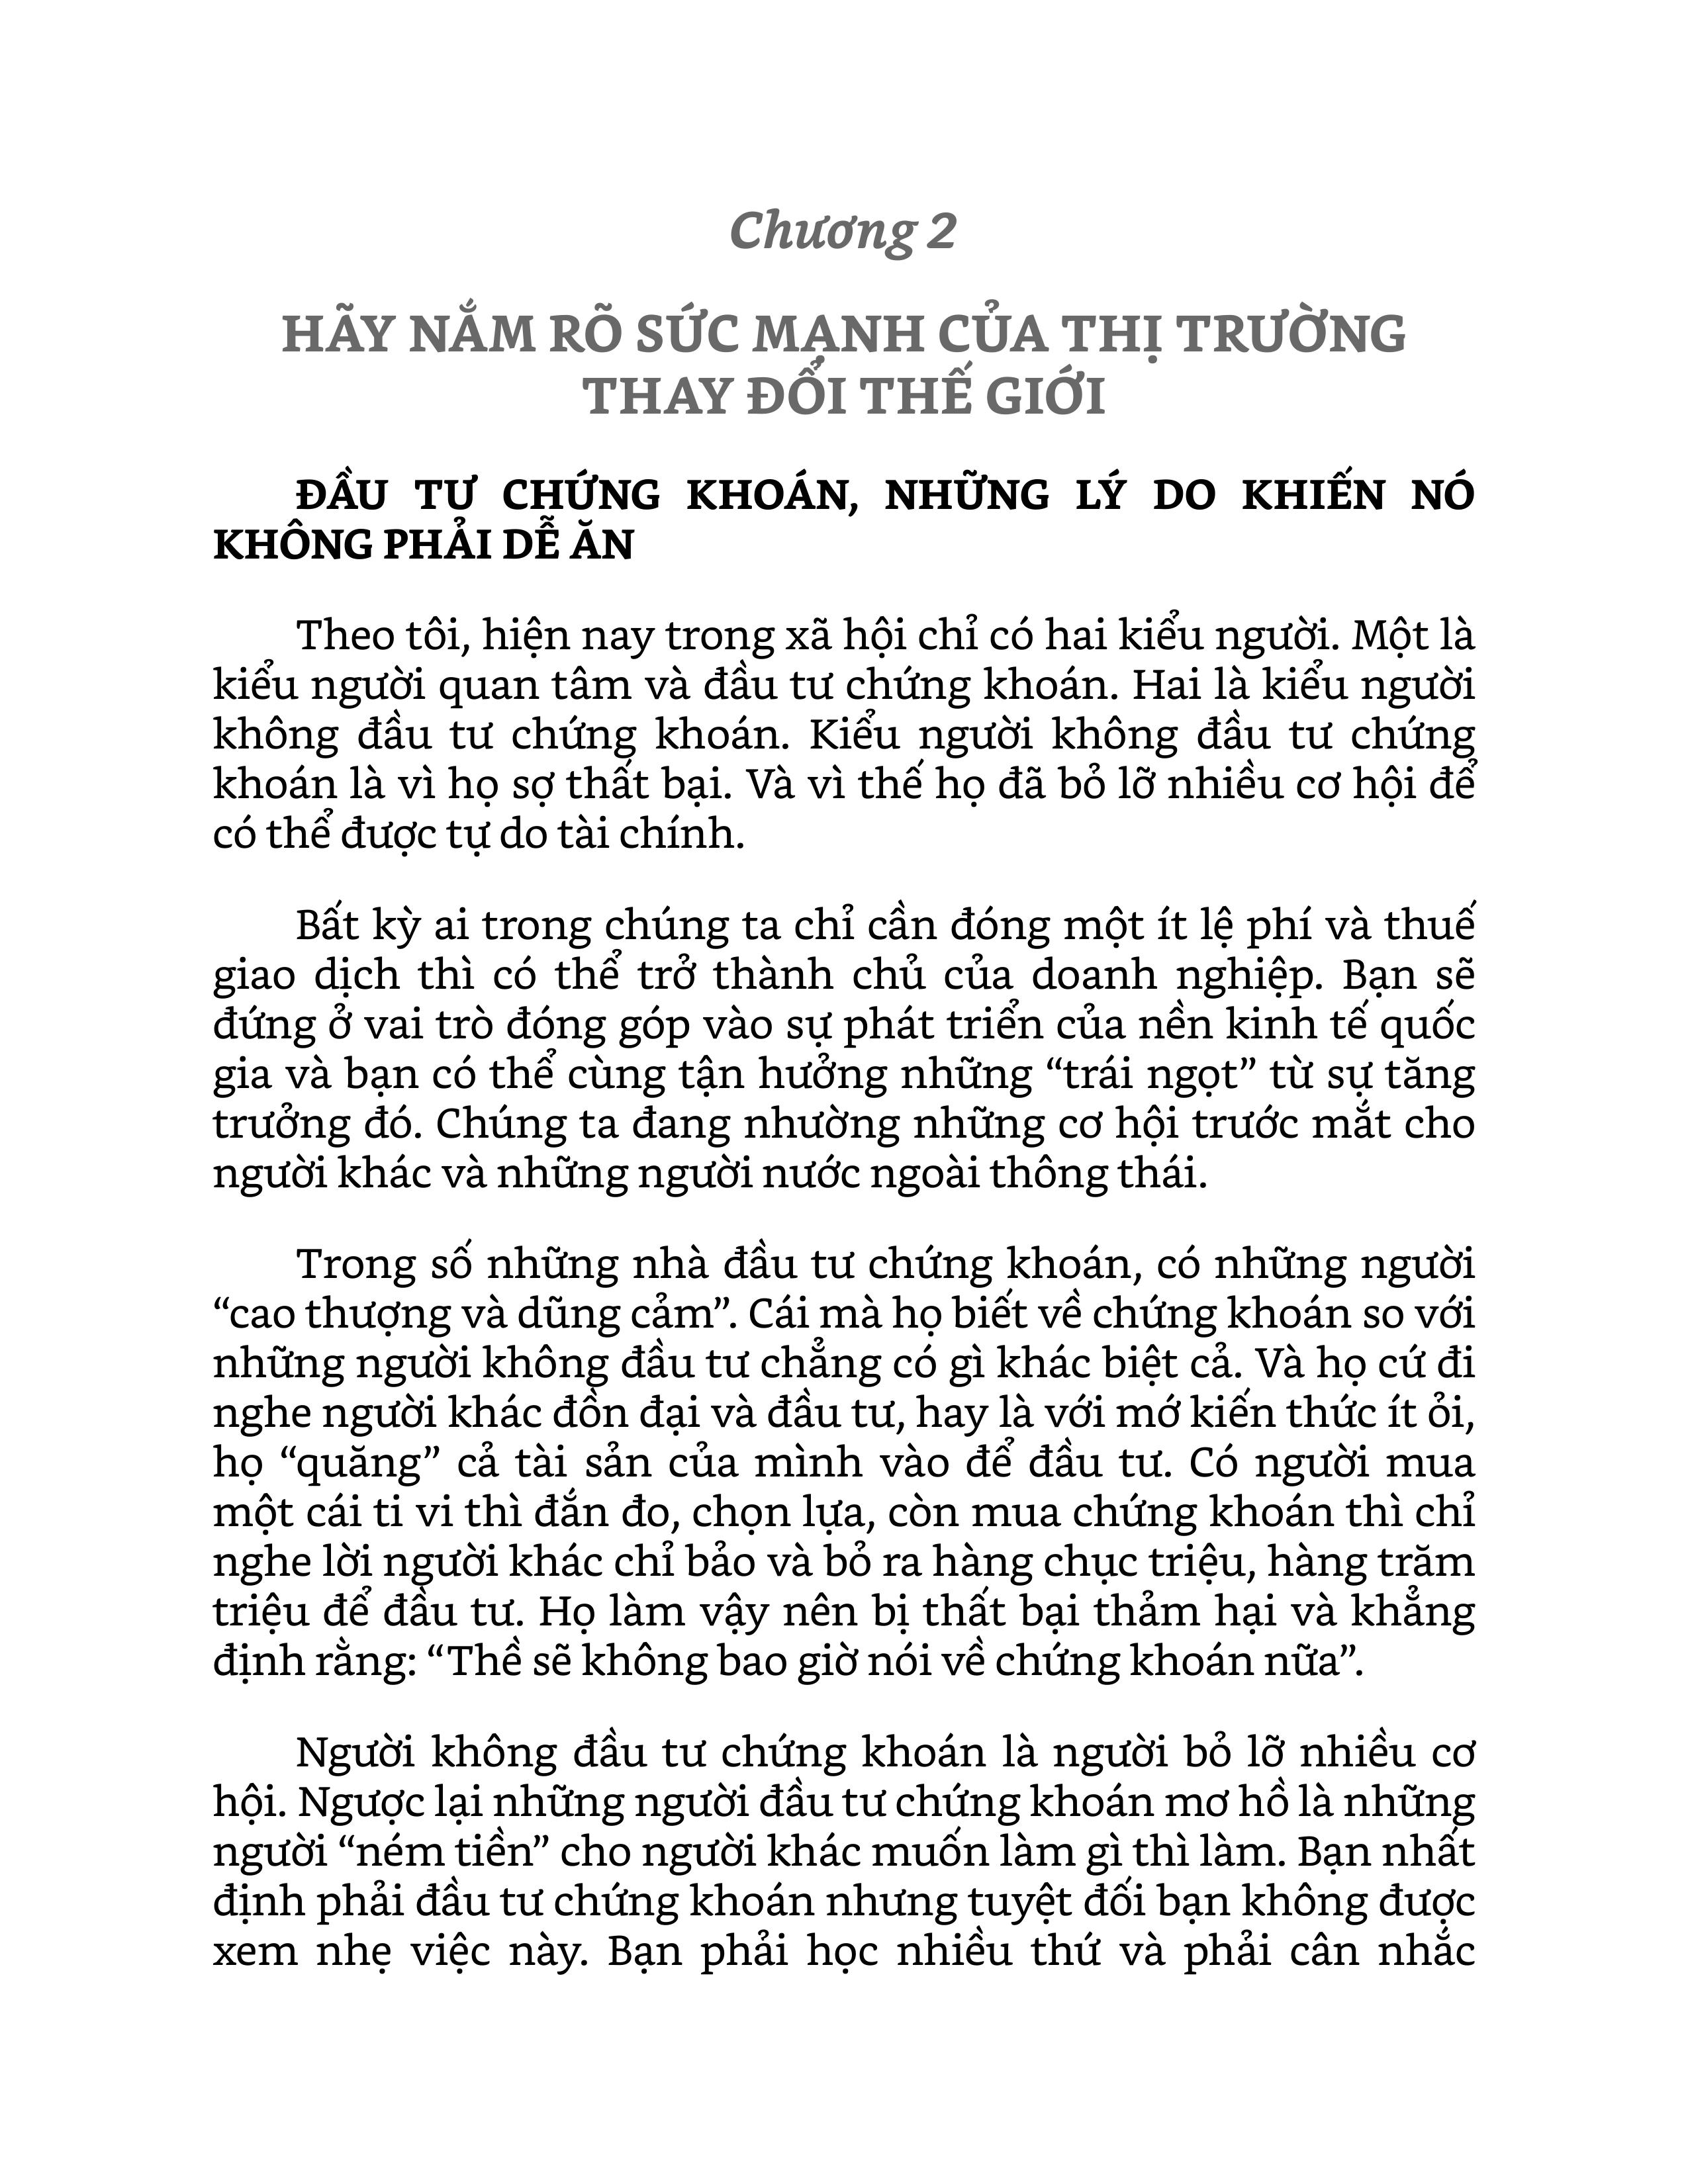 Chương 2
HÃY NẮM RÕ SỨC MẠNH CỦA THỊ TRƯỜNG
THAY ĐỔI THẾ GIỚI
ĐẦU TƯ CHỨNG KHOÁN, NHỮNG LÝ DO KHIẾN NÓ
KHÔNG PHẢI DỄ ĂN
Theo tôi, hiện nay trong xã hội chỉ có hai kiểu người. Một là
kiểu người quan tâm và đầu tư chứng khoán. Hai là kiểu người
không đầu tư chứng khoán. Kiểu người không đầu tư chứng
khoán là vì họ sợ thất bại. Và vì thế họ đã bỏ lỡ nhiều cơ hội để
có thể được tự do tài chính.
Bất kỳ ai trong chúng ta chỉ cần đóng một ít lệ phí và thuế
giao dịch thì có thể trở thành chủ của doanh nghiệp. Bạn sẽ
đứng ở vai trò đóng góp vào sự phát triển của nền kinh tế quốc
gia và bạn có thể cùng tận hưởng những “trái ngọt” từ sự tăng
trưởng đó. Chúng ta đang nhường những cơ hội trước mắt cho
người khác và những người nước ngoài thông thái.
Trong số những nhà đầu tư chứng khoán, có những người
“cao thượng và dũng cảm”. Cái mà họ biết về chứng khoán so với
những người không đầu tư chẳng có gì khác biệt cả. Và họ cứ đi
nghe người khác đồn đại và đầu tư, hay là với mớ kiến thức ít ỏi,
họ “quăng” cả tài sản của mình vào để đầu tư. Có người mua
một cái ti vi thì đắn đo, chọn lựa, còn mua chứng khoán thì chỉ
nghe lời người khác chỉ bảo và bỏ ra hàng chục triệu, hàng trăm
triệu để đầu tư. Họ làm vậy nên bị thất bại thảm hại và khẳng
định rằng: “Thề sẽ không bao giờ nói về chứng khoán nữa”.
Người không đầu tư chứng khoán là người bỏ lỡ nhiều cơ
hội. Ngược lại những người đầu tư chứng khoán mơ hồ là những
người “ném tiền” cho người khác muốn làm gì thì làm. Bạn nhất
định phải đầu tư chứng khoán nhưng tuyệt đối bạn không được
xem nhẹ việc này. Bạn phải học nhiều thứ và phải cân nhắc